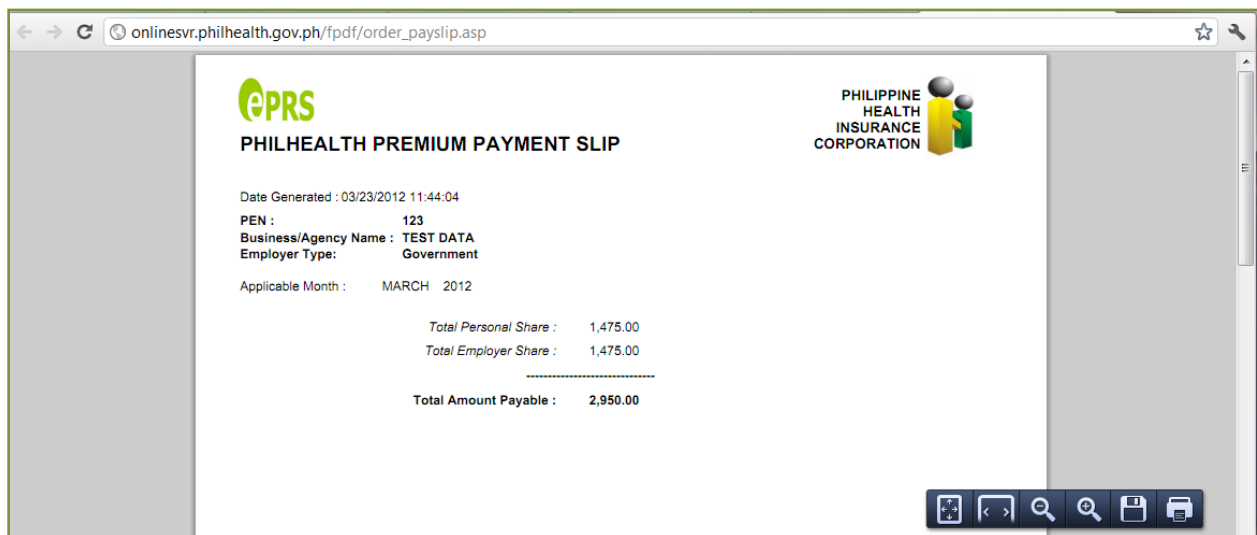 onlinesvr.philhealth.gov.ph/fpdf/order_payslip.asp
ePRS
PHILIPPINE
HEALTH
INSURANCE
CORPORATION
PHILHEALTH PREMIUM PAYMENT SLIP
Date Generated : 03/23/2012 11:44:04
PEN : 123
Business/Agency Name : TEST DATA
Employer Type: Government
Applicable Month : MARCH 2012
Total Personal Share : 1,475.00
Total Employer Share : 1,475.00
------------------------------
Total Amount Payable : 2,950.00